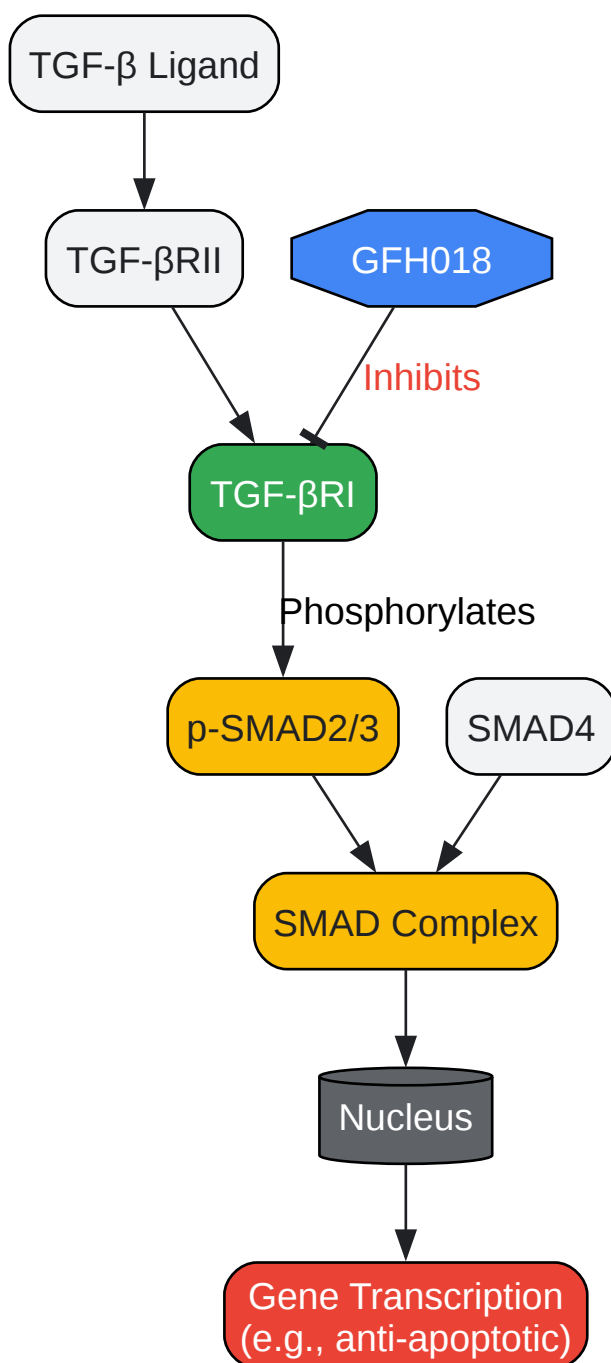 TGF-β Ligand
TGF-βRII
GFH018
Inhibits
TGF-βRI
Phosphorylates
p-SMAD2/3
SMAD4
SMAD Complex
Nucleus
Gene Transcription
(e.g., anti-apoptotic)